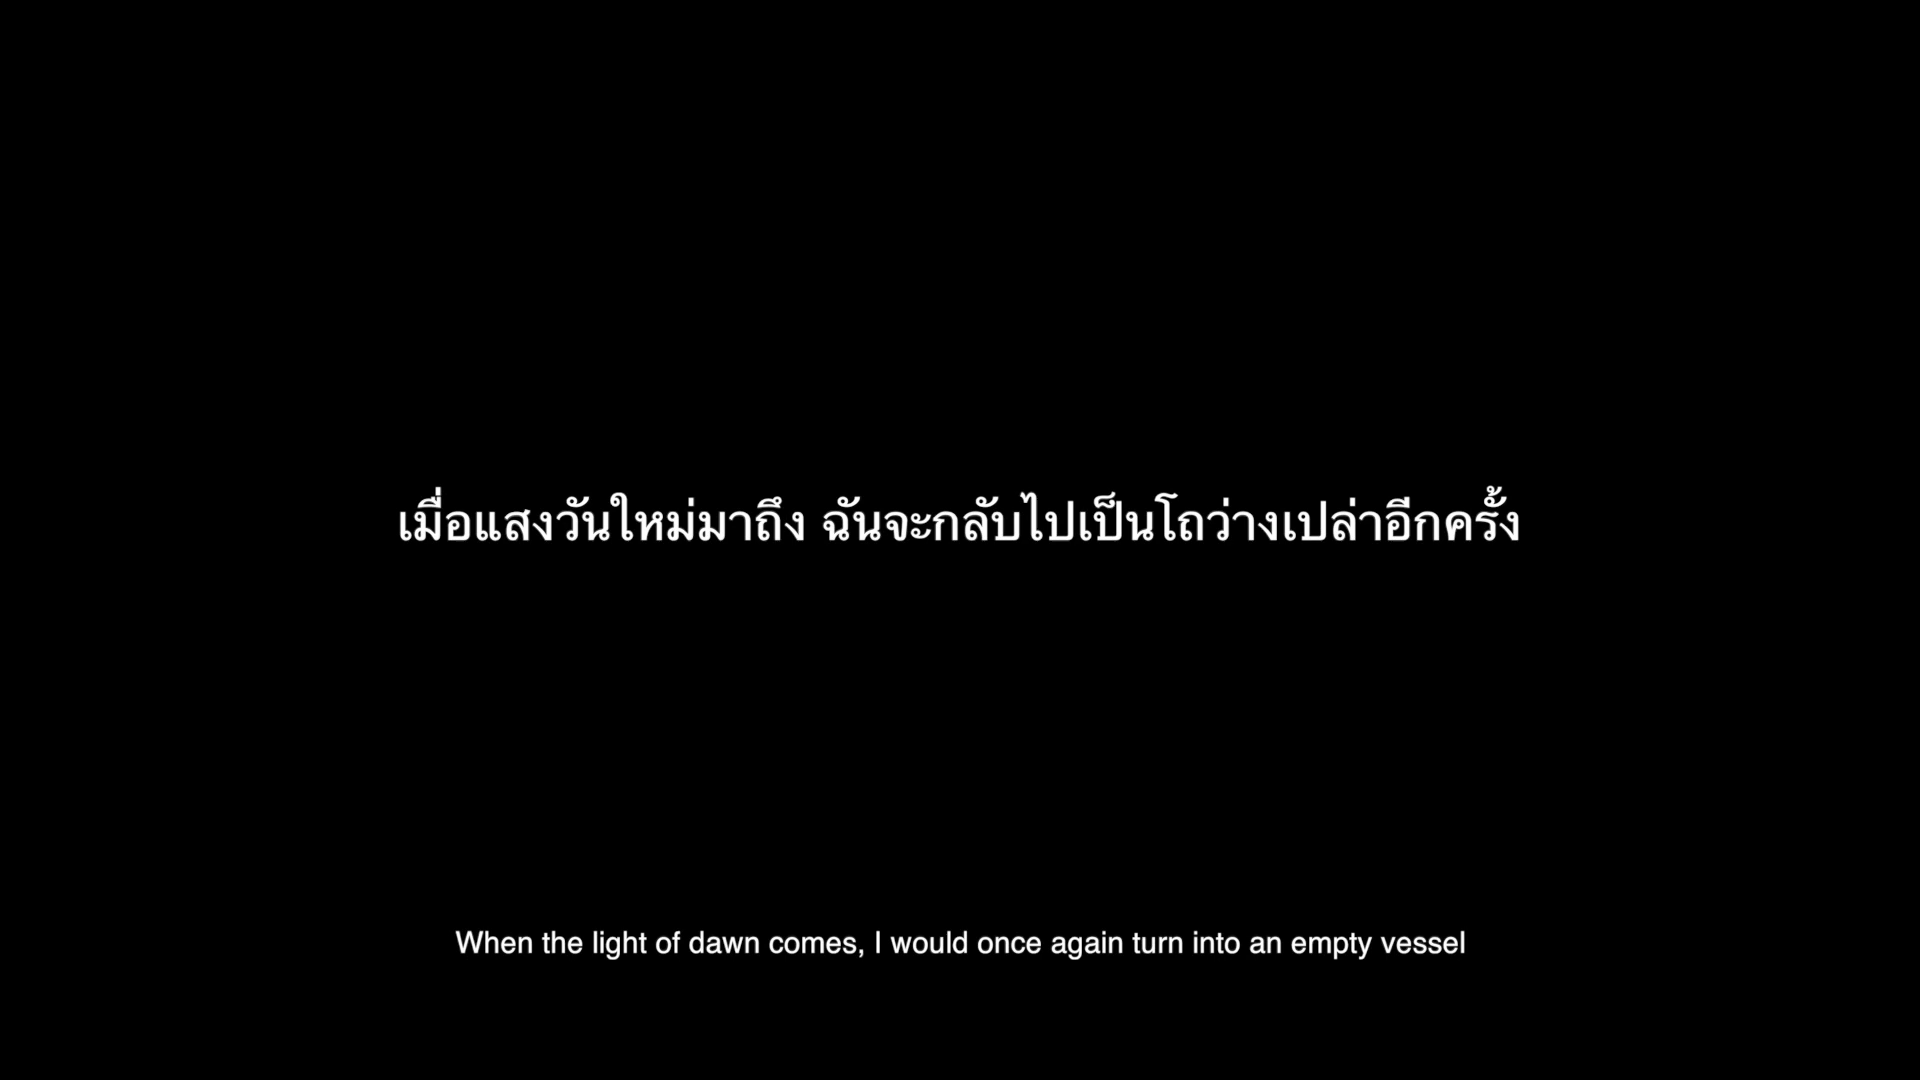 เมื่อแสงวันใหม่มาถึง ฉันจะกลับไปเป็นโถว่างเปล่าอีกครั้ง
When the light of dawn comes, I would once again turn into an empty vessel